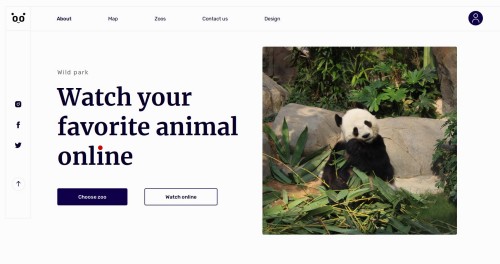 About
Map
Zoos
Contact us
Design
Wild park
Watch your
favorite animal
online
Choose zoo
Watch online